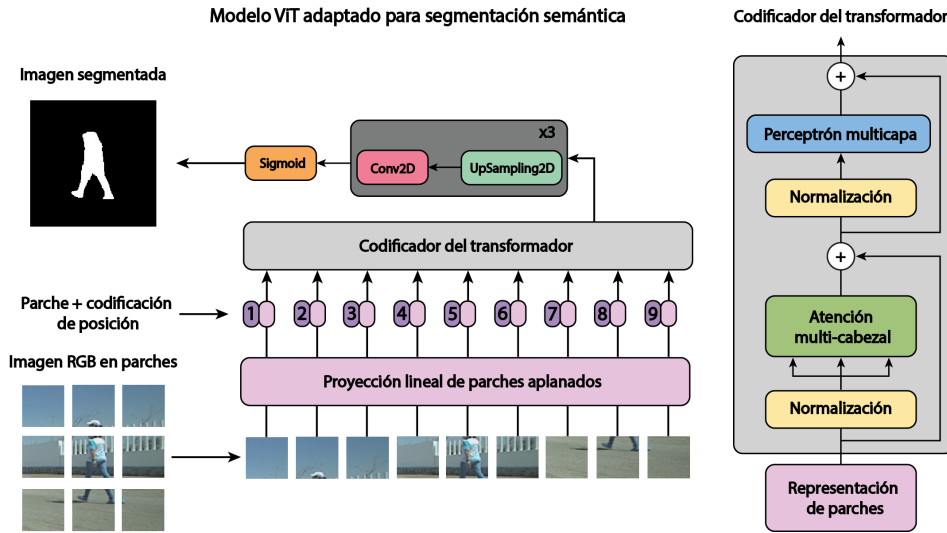 Modelo ViT adaptado para segmentación semántica
Imagen segmentada
Sigmoid
x3
Conv2D
UpSampling2D
Codificador del transformador
Parche + codificación
de posición
1 2 3 4 5 6 7 8 9
Imagen RGB en parches
Proyección lineal de parches aplanados
Codificador del transformador
+
Perceptrón multicapa
Normalización
+
Atención
multi-cabezal
Normalización
Representación
de parches